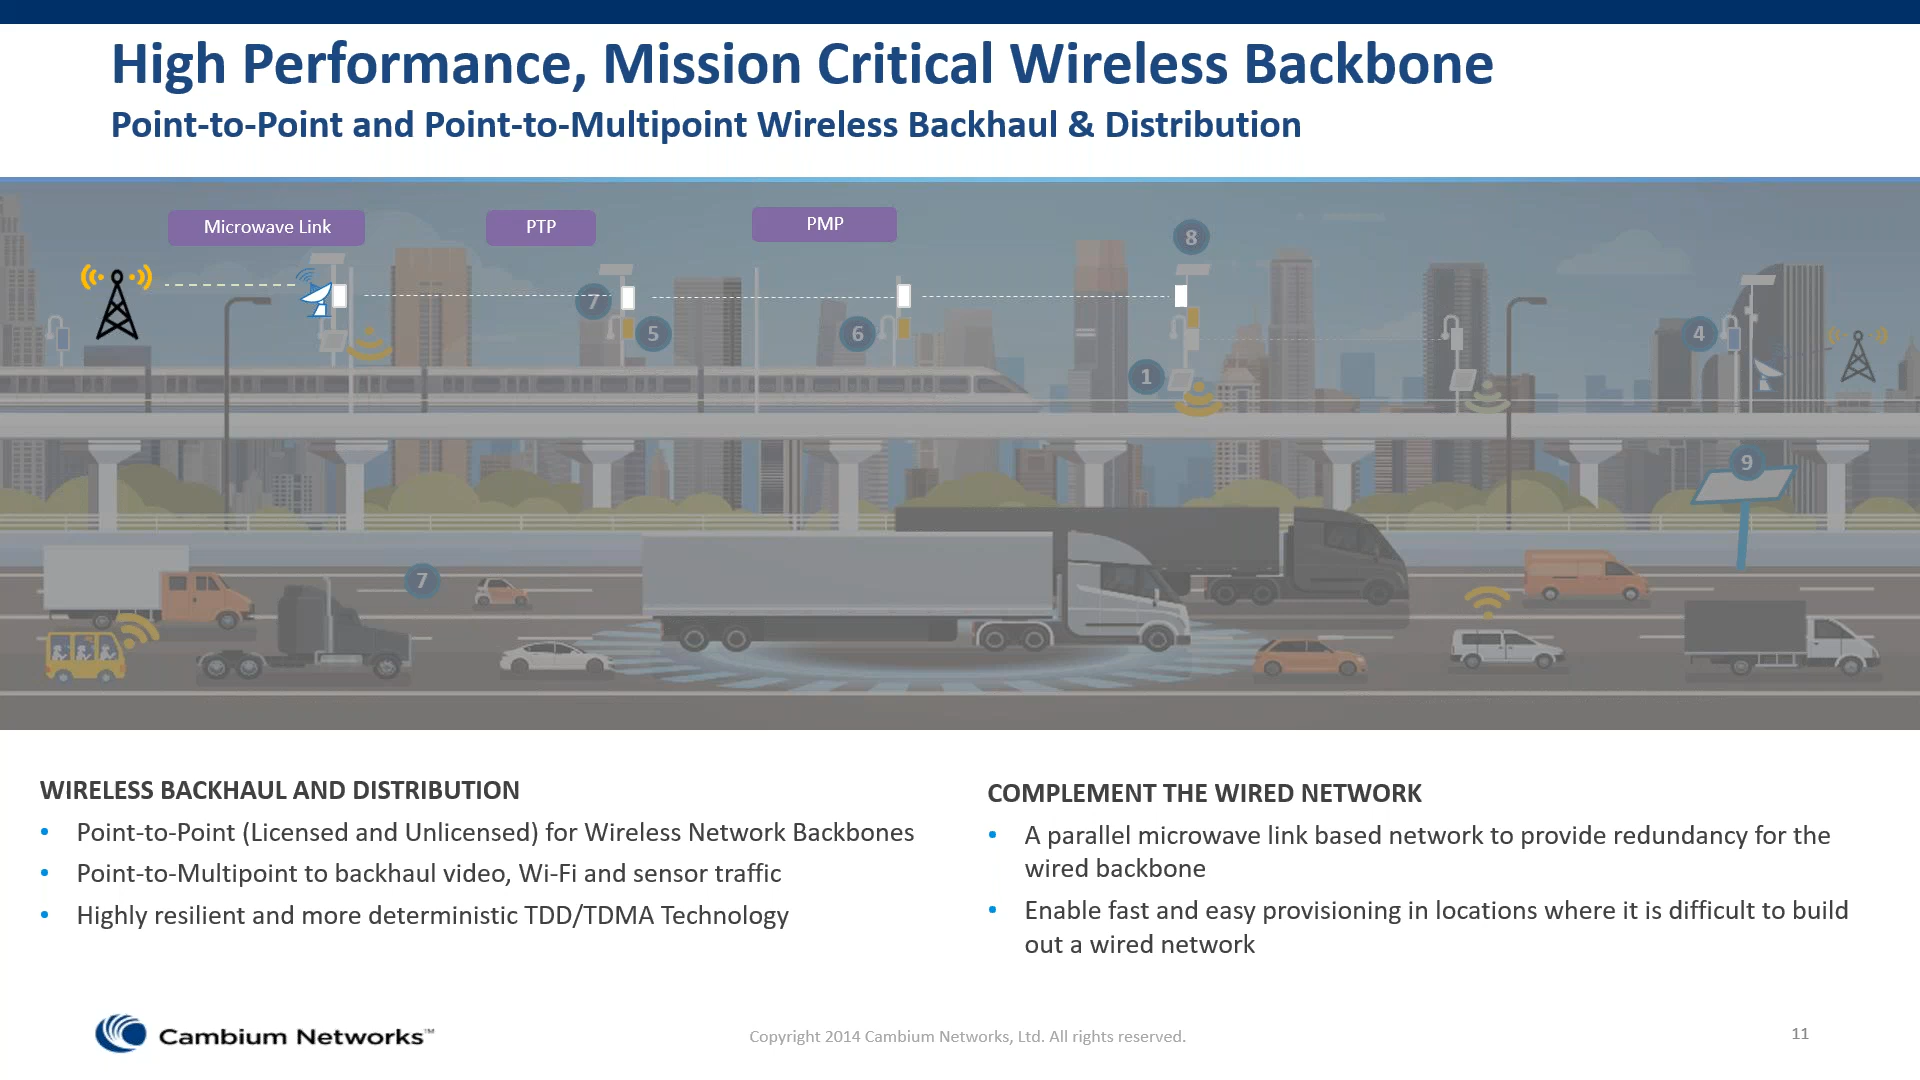 High Performance, Mission Critical Wireless Backbone
Point-to-Point and Point-to-Multipoint Wireless Backhaul & Distribution
Microwave Link
PTP
PMP
8
7
5
6
4
1
9
7
WIRELESS BACKHAUL AND DISTRIBUTION
• Point-to-Point (Licensed and Unlicensed) for Wireless Network Backbones
• Point-to-Multipoint to backhaul video, Wi-Fi and sensor traffic
• Highly resilient and more deterministic TDD/TDMA Technology
COMPLEMENT THE WIRED NETWORK
• A parallel microwave link based network to provide redundancy for the
wired backbone
• Enable fast and easy provisioning in locations where it is difficult to build
out a wired network
Cambium Networks™
Copyright 2014 Cambium Networks, Ltd. All rights reserved.
11